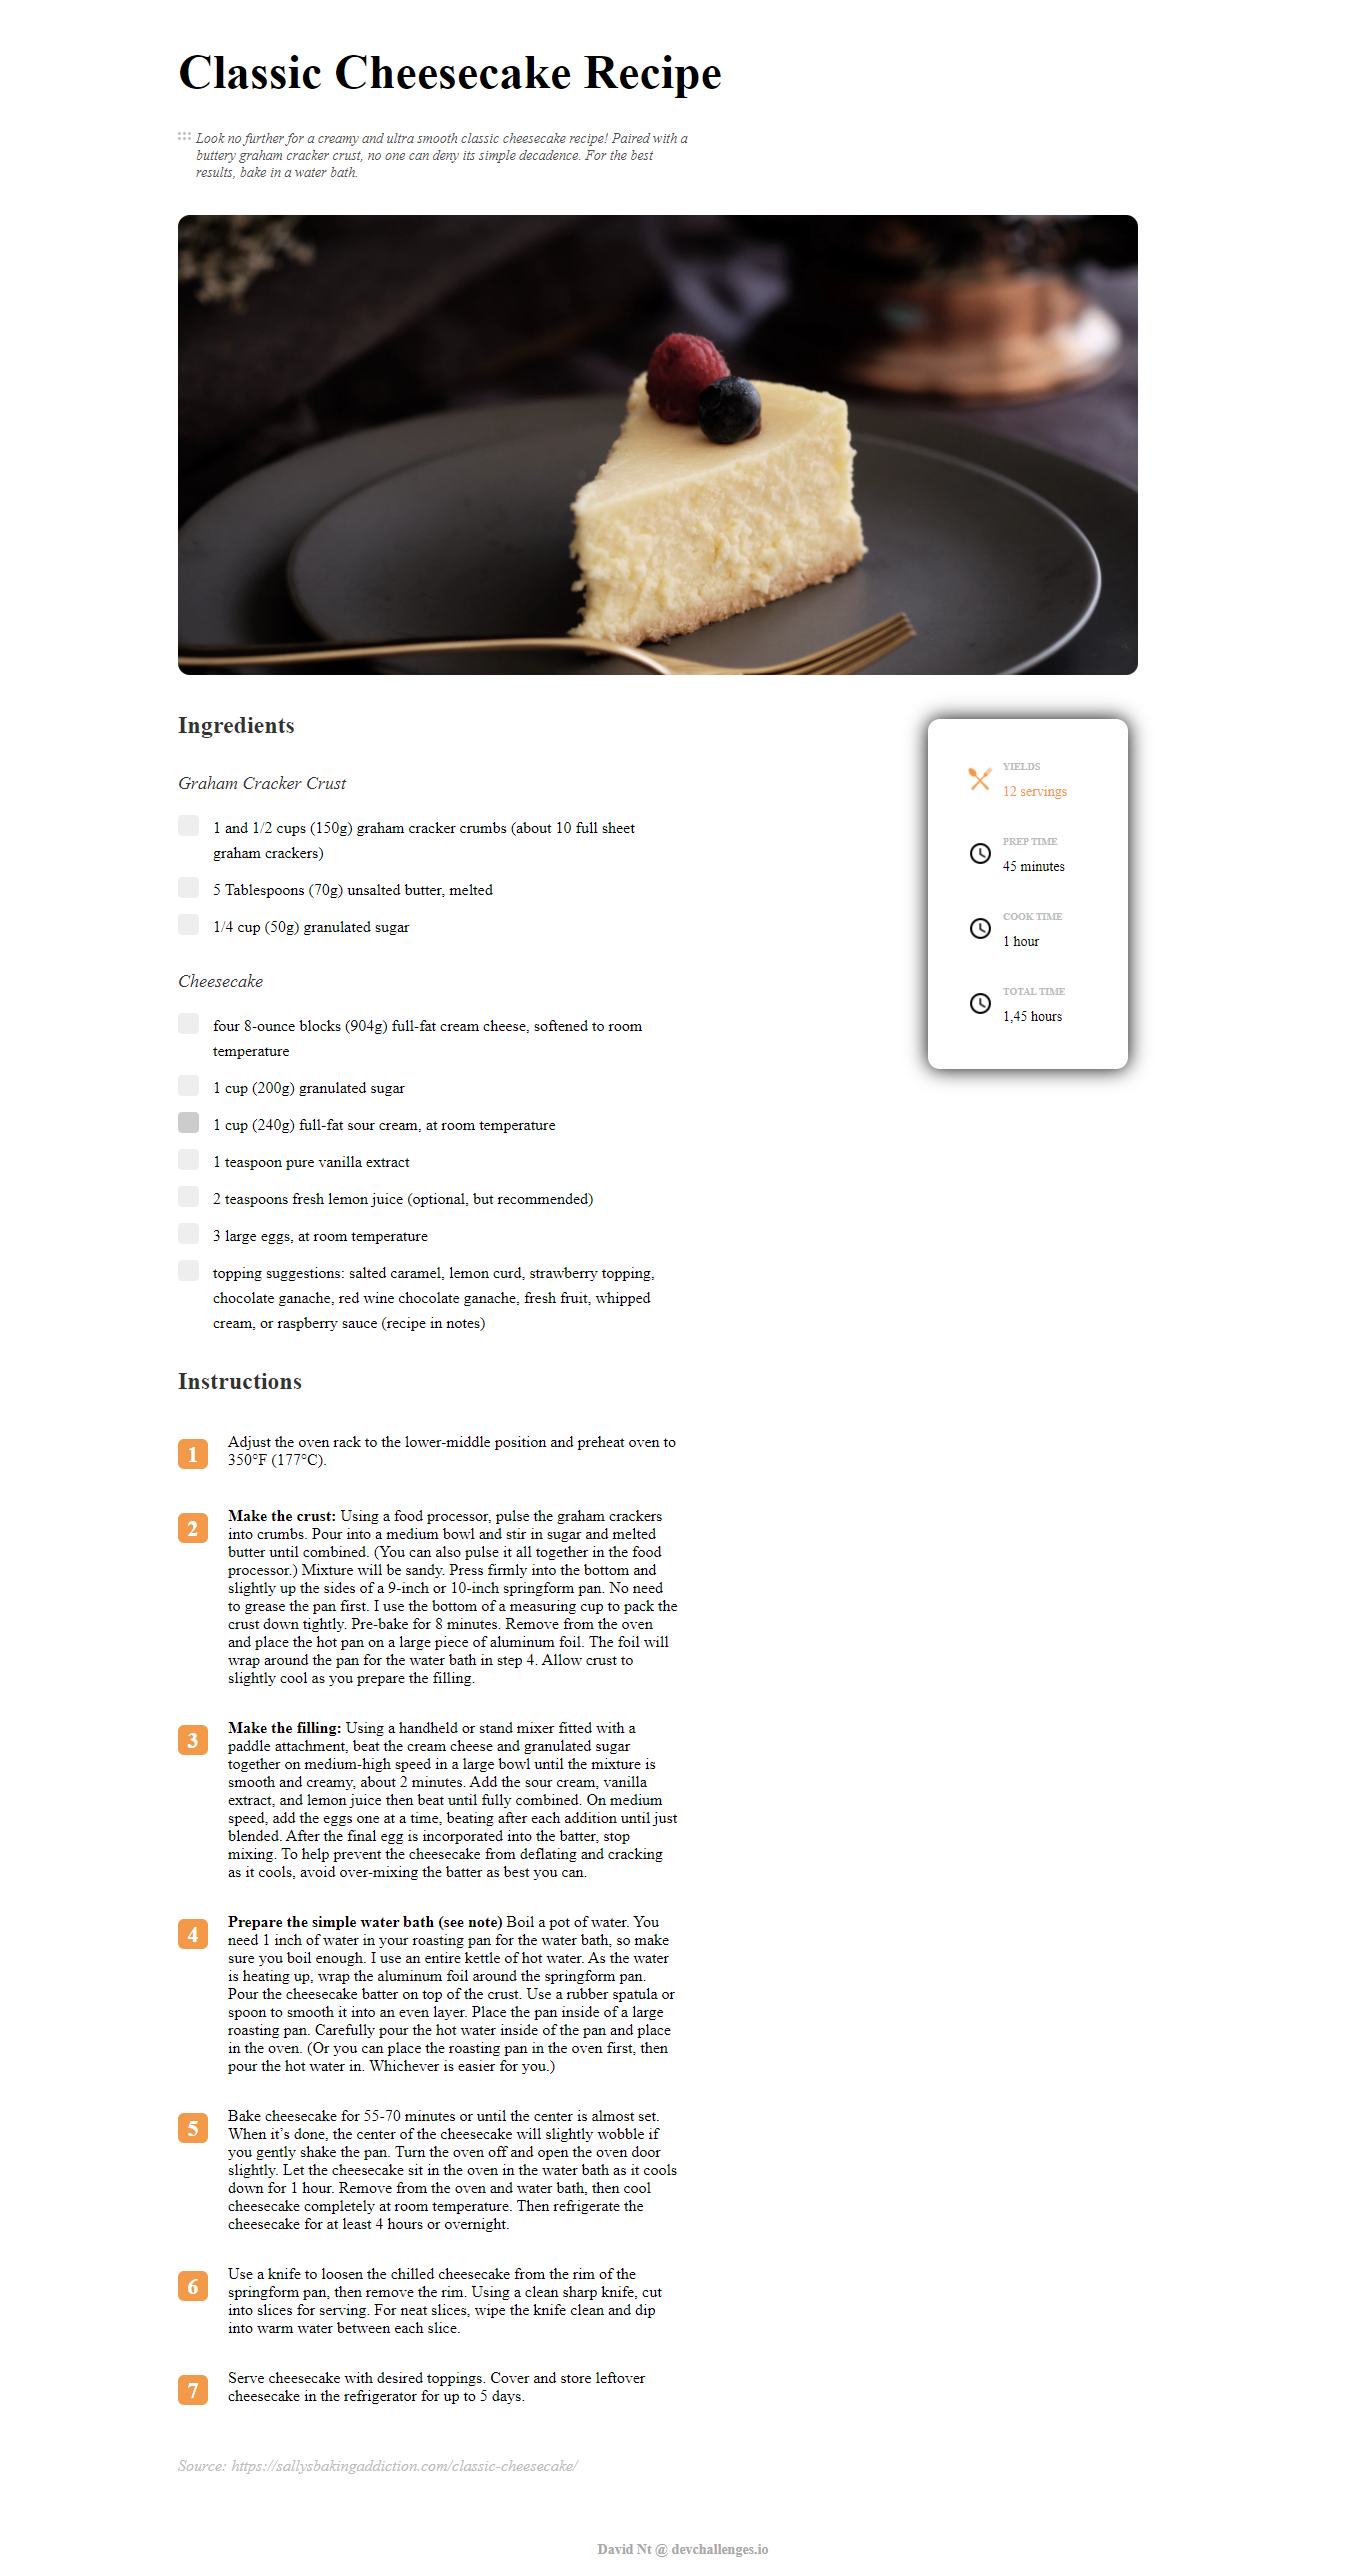 Classic Cheesecake Recipe
Look no further for a creamy and ultra smooth classic cheesecake recipe! Paired with a
buttery graham cracker crust, no one can deny its simple decadence. For the best
results, bake in a water bath.
Ingredients
Graham Cracker Crust
1 and 1/2 cups (150g) graham cracker crumbs (about 10 full sheet
graham crackers)
5 Tablespoons (70g) unsalted butter, melted
1/4 cup (50g) granulated sugar
Cheesecake
four 8-ounce blocks (904g) full-fat cream cheese, softened to room
temperature
1 cup (200g) granulated sugar
1 cup (240g) full-fat sour cream, at room temperature
1 teaspoon pure vanilla extract
2 teaspoons fresh lemon juice (optional, but recommended)
3 large eggs, at room temperature
topping suggestions: salted caramel, lemon curd, strawberry topping,
chocolate ganache, red wine chocolate ganache, fresh fruit, whipped
cream, or raspberry sauce (recipe in notes)
YIELDS
12 servings
PREP TIME
45 minutes
COOK TIME
1 hour
TOTAL TIME
1,45 hours
Instructions
1 Adjust the oven rack to the lower-middle position and preheat oven to
350°F (177°C).
2 Make the crust: Using a food processor, pulse the graham crackers
into crumbs. Pour into a medium bowl and stir in sugar and melted
butter until combined. (You can also pulse it all together in the food
processor.) Mixture will be sandy. Press firmly into the bottom and
slightly up the sides of a 9-inch or 10-inch springform pan. No need
to grease the pan first. I use the bottom of a measuring cup to pack the
crust down tightly. Pre-bake for 8 minutes. Remove from the oven
and place the hot pan on a large piece of aluminum foil. The foil will
wrap around the pan for the water bath in step 4. Allow crust to
slightly cool as you prepare the filling.
3 Make the filling: Using a handheld or stand mixer fitted with a
paddle attachment, beat the cream cheese and granulated sugar
together on medium-high speed in a large bowl until the mixture is
smooth and creamy, about 2 minutes. Add the sour cream, vanilla
extract, and lemon juice then beat until fully combined. On medium
speed, add the eggs one at a time, beating after each addition until just
blended. After the final egg is incorporated into the batter, stop
mixing. To help prevent the cheesecake from deflating and cracking
as it cools, avoid over-mixing the batter as best you can.
4 Prepare the simple water bath (see note) Boil a pot of water. You
need 1 inch of water in your roasting pan for the water bath, so make
sure you boil enough. I use an entire kettle of hot water. As the water
is heating up, wrap the aluminum foil around the springform pan.
Pour the cheesecake batter on top of the crust. Use a rubber spatula or
spoon to smooth it into an even layer. Place the pan inside of a large
roasting pan. Carefully pour the hot water inside of the pan and place
in the oven. (Or you can place the roasting pan in the oven first, then
pour the hot water in. Whichever is easier for you.)
5 Bake cheesecake for 55-70 minutes or until the center is almost set.
When it's done, the center of the cheesecake will slightly wobble if
you gently shake the pan. Turn the oven off and open the oven door
slightly. Let the cheesecake sit in the oven in the water bath as it cools
down for 1 hour. Remove from the oven and water bath, then cool
cheesecake completely at room temperature. Then refrigerate the
cheesecake for at least 4 hours or overnight.
6 Use a knife to loosen the chilled cheesecake from the rim of the
springform pan, then remove the rim. Using a clean sharp knife, cut
into slices for serving. For neat slices, wipe the knife clean and dip
into warm water between each slice.
7 Serve cheesecake with desired toppings. Cover and store leftover
cheesecake in the refrigerator for up to 5 days.
Source: https://sallysbakingaddiction.com/classic-cheesecake/
David Nt @ devchallenges.io